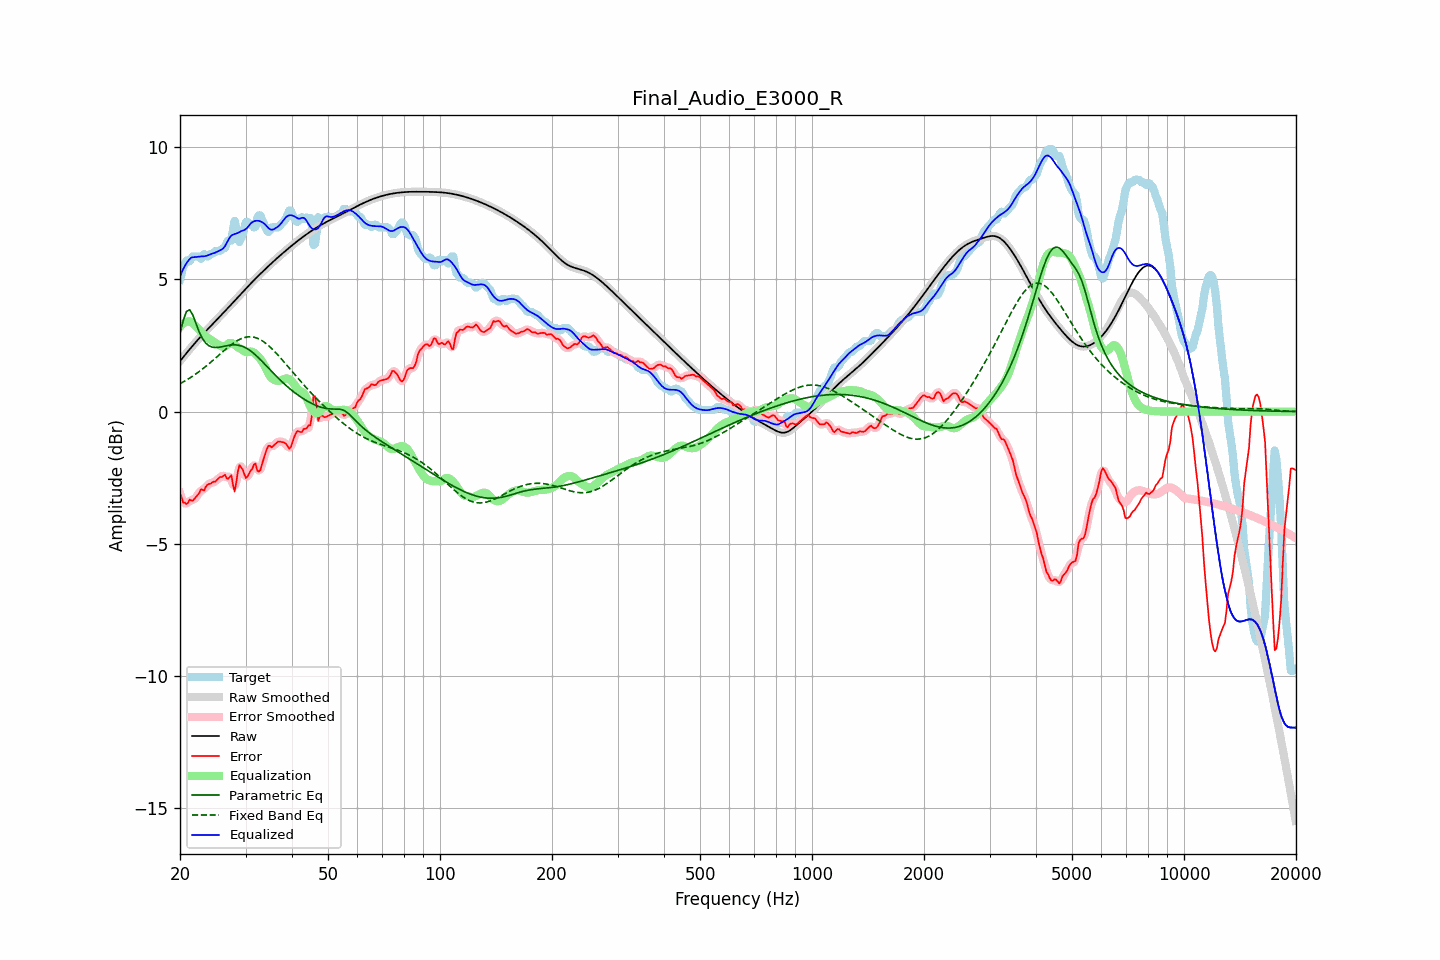 Final_Audio_E3000_R
Amplitude (dBr)
10
5
0
−5
−10
−15
Target
Raw Smoothed
Error Smoothed
Raw
Error
Equalization
Parametric Eq
Fixed Band Eq
Equalized
20 50 100 200 500 1000 2000 5000 10000 20000
Frequency (Hz)